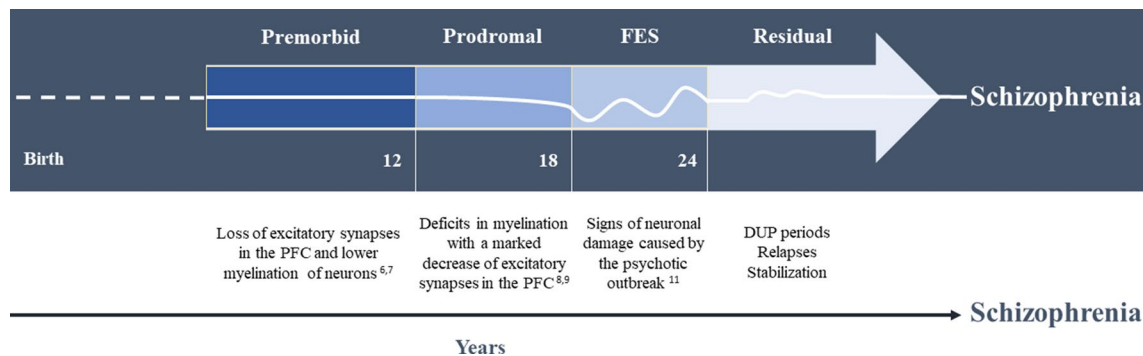 Premorbid
Prodromal
FES
Residual
Schizophrenia
Birth
12
18
24
Loss of excitatory synapses
in the PFC and lower
myelination of neurons 6,7
Deficits in myelination
with a marked
decrease of excitatory
synapses in the PFC8,9
Signs of neuronal
damage caused by
the psychotic
outbreak 11
DUP periods
Relapses
Stabilization
Schizophrenia
Years